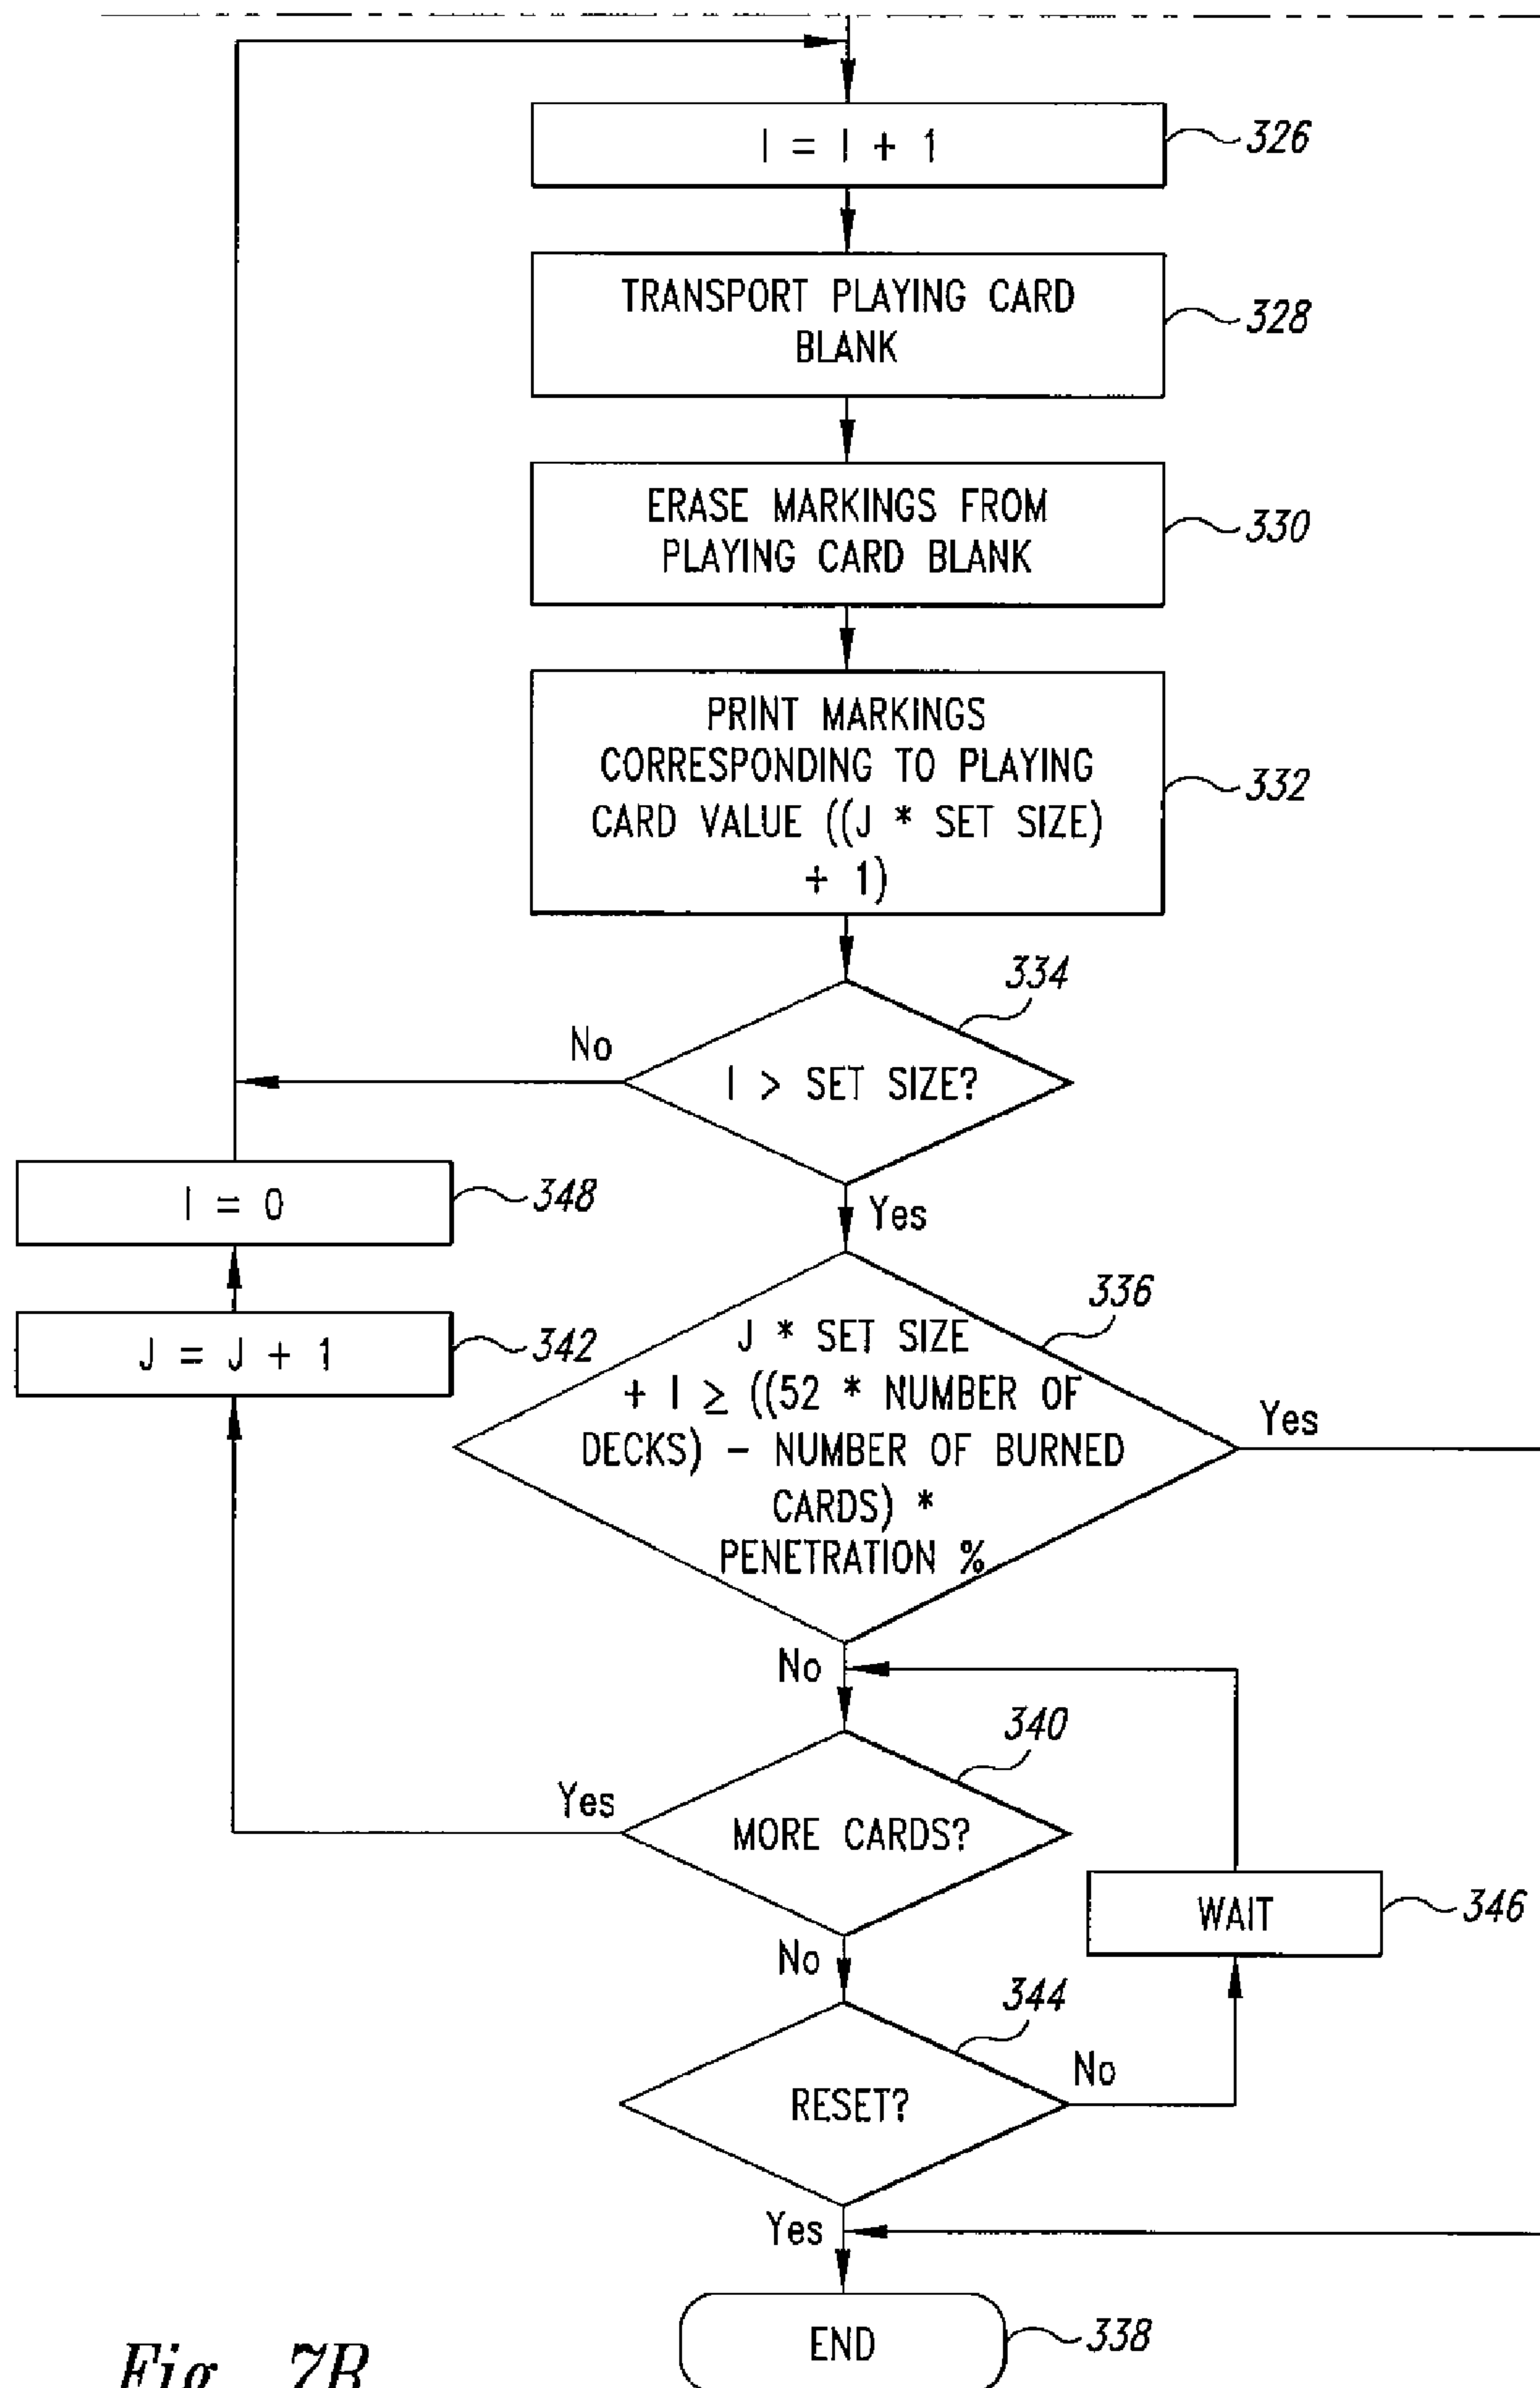 I = I + 1
326
TRANSPORT PLAYING CARD
BLANK
328
ERASE MARKINGS FROM
PLAYING CARD BLANK
330
PRINT MARKINGS
CORRESPONDING TO PLAYING
CARD VALUE ((J * SET SIZE)
+ 1)
332
334
No
I > SET SIZE?
Yes
I = 0
348
336
J = J + 1
342
J * SET SIZE
+ I ≥ ((52 * NUMBER OF
DECKS) - NUMBER OF BURNED
CARDS) *
PENETRATION %
Yes
No
340
Yes
MORE CARDS?
WAIT
346
No
344
RESET?
No
Yes
END
338
Fig. 7B